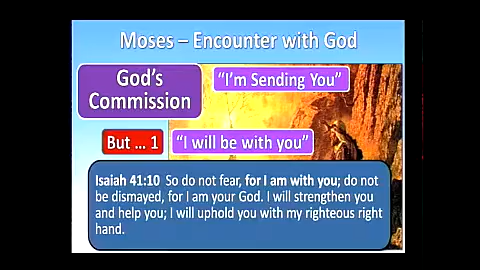 Moses – Encounter with God
God's
Commission
“I’m Sending You”
But ... 1
“I will be with you”
Isaiah 41:10 So do not fear, for I am with you; do not
be dismayed, for I am your God. I will strengthen you
and help you; I will uphold you with my righteous right
hand.